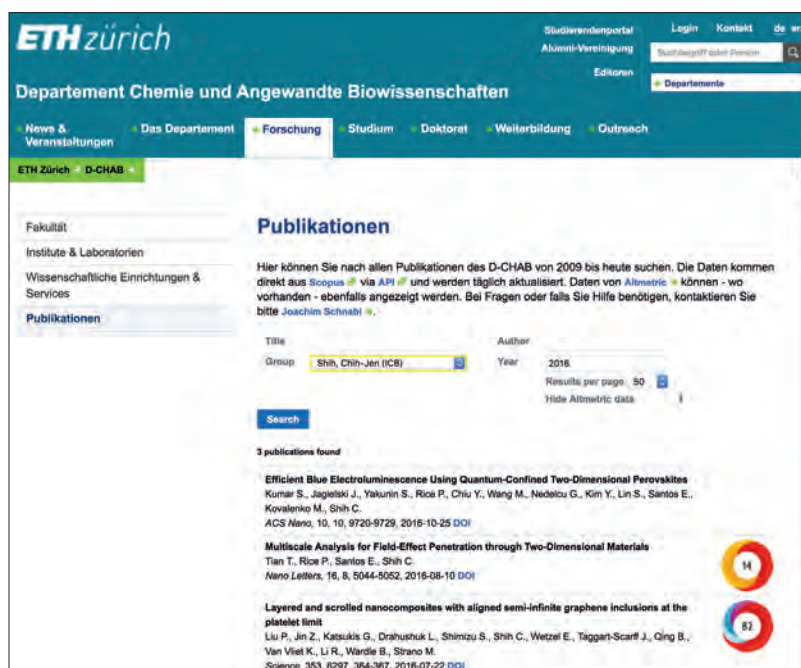 ETH zürich
Studierendenportal
Alumni-Vereinigung
Editoren
Login Kontakt de en
Suchbegriff oder Person
Departemente
Departement Chemie und Angewandte Biowissenschaften
News & Veranstaltungen
Das Departement
Forschung
Studium
Doktorat
Weiterbildung
Outreach
ETH Zürich D-CHAB
Fakultät
Institute & Laboratorien
Wissenschaftliche Einrichtungen &
Services
Publikationen
Publikationen
Hier können Sie nach allen Publikationen des D-CHAB von 2009 bis heute suchen. Die Daten kommen
direkt aus Scopus via API und werden täglich aktualisiert. Daten von Altmetric können - wo
vorhanden - ebenfalls angezeigt werden. Bei Fragen oder falls Sie Hilfe benötigen, kontaktieren Sie
bitte Joachim Schnabl.
Title
Author
Group Shih, Chih-Jen (ICB)
Year 2016
Results per page 50
Hide Altmetric data
Search
3 publications found
Efficient Blue Electroluminescence Using Quantum-Confined Two-Dimensional Perovskites
Kumar S., Jagielski J., Yakunin S., Rice P., Chiu Y., Wang M., Nedelcu G., Kim Y., Lin S., Santos E.,
Kovalenko M., Shih C.
ACS Nano, 10, 10, 9720-9729, 2016-10-25 DOI
Multiscale Analysis for Field-Effect Penetration through Two-Dimensional Materials
Tian T., Rice P., Santos E., Shih C.
Nano Letters, 16, 8, 5044-5052, 2016-08-10 DOI
14
Layered and scrolled nanocomposites with aligned semi-infinite graphene inclusions at the
platelet limit
Liu P., Jin Z., Katsukis G., Drahushuk L., Shimizu S., Shih C., Wetzel E., Taggart-Scarff J., Qing B.,
Van Vliet K., Li R., Wardle B., Strano M.
Science, 353, 6297, 364-367, 2016-07-22 DOI
82